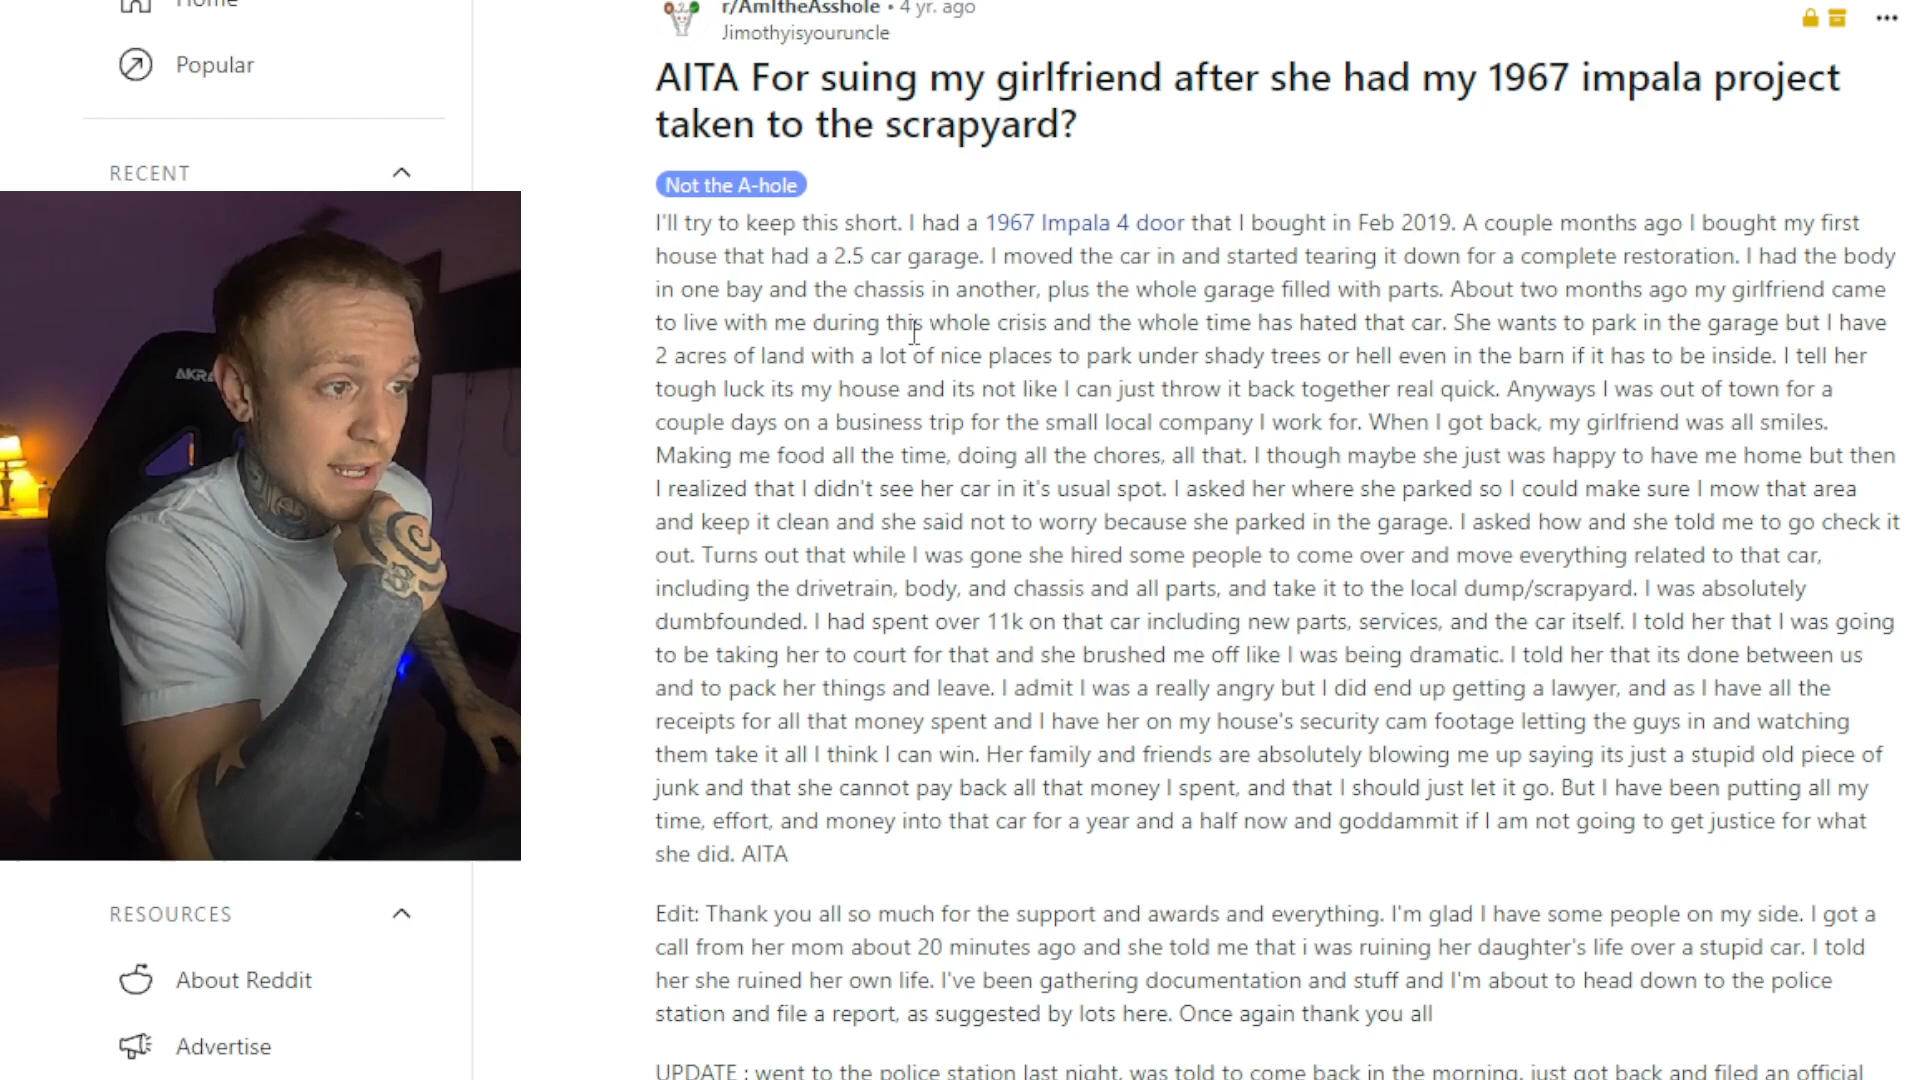 Home
Popular
RECENT
AKRA
RESOURCES
About Reddit
Advertise
r/AmItheAsshole • 4 yr. ago
Jimothyisyouruncle
AITA For suing my girlfriend after she had my 1967 impala project
taken to the scrapyard?
Not the A-hole
I'll try to keep this short. I had a 1967 Impala 4 door that I bought in Feb 2019. A couple months ago I bought my first
house that had a 2.5 car garage. I moved the car in and started tearing it down for a complete restoration. I had the body
in one bay and the chassis in another, plus the whole garage filled with parts. About two months ago my girlfriend came
to live with me during this whole crisis and the whole time has hated that car. She wants to park in the garage but I have
2 acres of land with a lot of nice places to park under shady trees or hell even in the barn if it has to be inside. I tell her
tough luck its my house and its not like I can just throw it back together real quick. Anyways I was out of town for a
couple days on a business trip for the small local company I work for. When I got back, my girlfriend was all smiles.
Making me food all the time, doing all the chores, all that. I though maybe she just was happy to have me home but then
I realized that I didn't see her car in it's usual spot. I asked her where she parked so I could make sure I mow that area
and keep it clean and she said not to worry because she parked in the garage. I asked how and she told me to go check it
out. Turns out that while I was gone she hired some people to come over and move everything related to that car,
including the drivetrain, body, and chassis and all parts, and take it to the local dump/scrapyard. I was absolutely
dumbfounded. I had spent over 11k on that car including new parts, services, and the car itself. I told her that I was going
to be taking her to court for that and she brushed me off like I was being dramatic. I told her that its done between us
and to pack her things and leave. I admit I was a really angry but I did end up getting a lawyer, and as I have all the
receipts for all that money spent and I have her on my house's security cam footage letting the guys in and watching
them take it all I think I can win. Her family and friends are absolutely blowing me up saying its just a stupid old piece of
junk and that she cannot pay back all that money I spent, and that I should just let it go. But I have been putting all my
time, effort, and money into that car for a year and a half now and goddammit if I am not going to get justice for what
she did. AITA
Edit: Thank you all so much for the support and awards and everything. I'm glad I have some people on my side. I got a
call from her mom about 20 minutes ago and she told me that i was ruining her daughter's life over a stupid car. I told
her she ruined her own life. I've been gathering documentation and stuff and I'm about to head down to the police
station and file a report, as suggested by lots here. Once again thank you all
UPDATE : went to the police station last night, was told to come back in the morning, just got back and filed an official